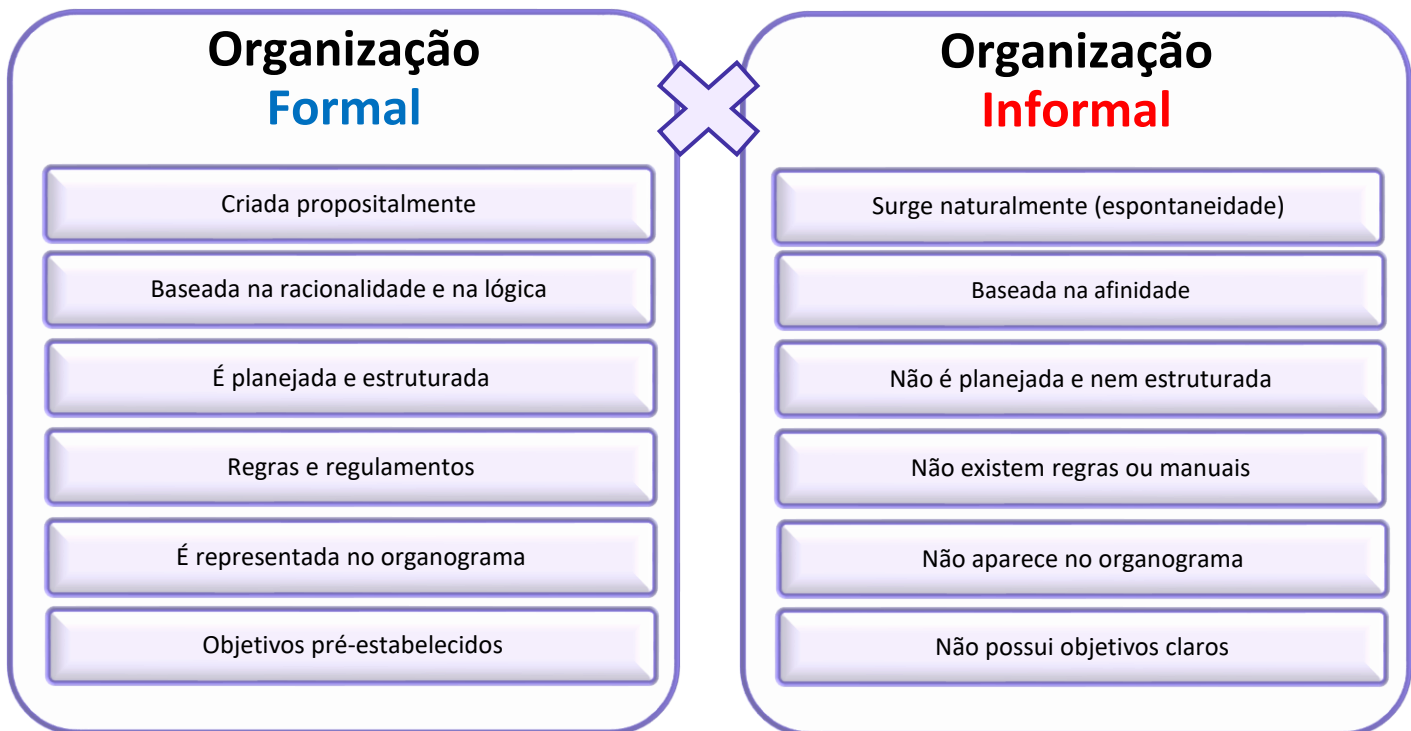 Organização
Formal
Criada propositalmente
Baseada na racionalidade e na lógica
É planejada e estruturada
Regras e regulamentos
É representada no organograma
Objetivos pré-estabelecidos
Organização
Informal
Surge naturalmente (espontaneidade)
Baseada na afinidade
Não é planejada e nem estruturada
Não existem regras ou manuais
Não aparece no organograma
Não possui objetivos claros